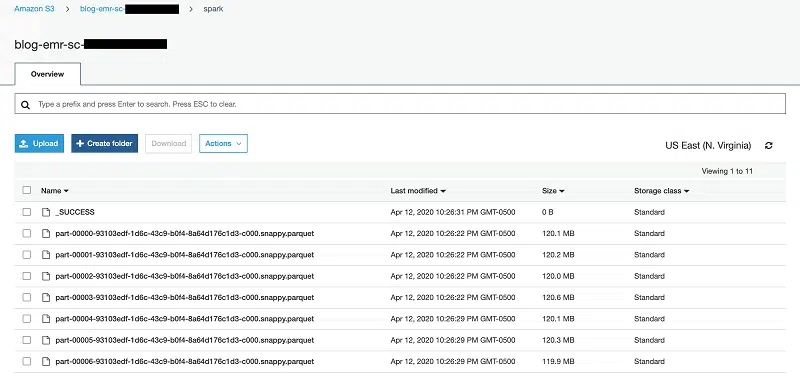 Amazon S3 > blog-emr-sc- > spark
blog-emr-sc-
Overview
Type a prefix and press Enter to search. Press ESC to clear.
Upload + Create folder Download Actions
US East (N. Virginia)
Viewing 1 to 11
Name Last modified Size Storage class
_SUCCESS Apr 12, 2020 10:26:31 PM GMT-0500 0 B Standard
part-00000-93103edf-1d6c-43c9-b0f4-8a64d176c1d3-c000.snappy.parquet Apr 12, 2020 10:26:22 PM GMT-0500 120.1 MB Standard
part-00001-93103edf-1d6c-43c9-b0f4-8a64d176c1d3-c000.snappy.parquet Apr 12, 2020 10:26:22 PM GMT-0500 120.2 MB Standard
part-00002-93103edf-1d6c-43c9-b0f4-8a64d176c1d3-c000.snappy.parquet Apr 12, 2020 10:26:22 PM GMT-0500 120.0 MB Standard
part-00003-93103edf-1d6c-43c9-b0f4-8a64d176c1d3-c000.snappy.parquet Apr 12, 2020 10:26:22 PM GMT-0500 120.6 MB Standard
part-00004-93103edf-1d6c-43c9-b0f4-8a64d176c1d3-c000.snappy.parquet Apr 12, 2020 10:26:29 PM GMT-0500 120.1 MB Standard
part-00005-93103edf-1d6c-43c9-b0f4-8a64d176c1d3-c000.snappy.parquet Apr 12, 2020 10:26:29 PM GMT-0500 120.3 MB Standard
part-00006-93103edf-1d6c-43c9-b0f4-8a64d176c1d3-c000.snappy.parquet Apr 12, 2020 10:26:29 PM GMT-0500 119.9 MB Standard